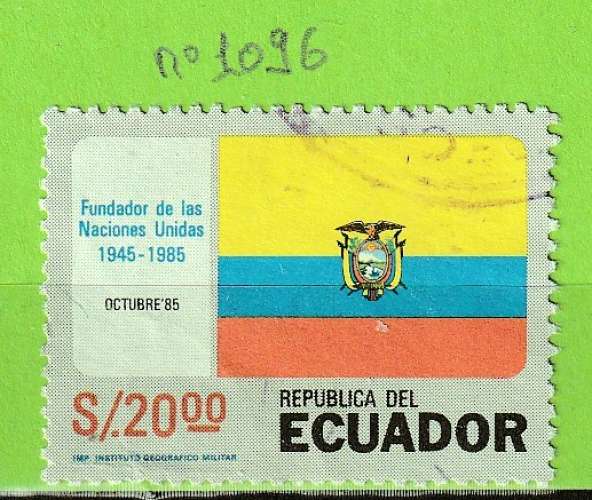 nº 1096
Fundador de las
Naciones Unidas
1945-1985
OCTUBRE'85
S/.20⁰⁰
REPUBLICA DEL
ECUADOR
IMP. INSTITUTO GEOGRAFICO MILITAR